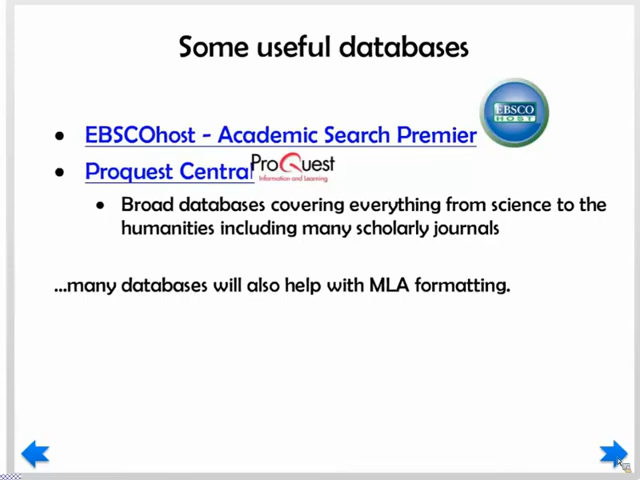 Some useful databases
EBSCO
HOST
• EBSCOhost - Academic Search Premier
• Proquest Central
ProQuest
Information and Learning
• Broad databases covering everything from science to the
humanities including many scholarly journals
...many databases will also help with MLA formatting.